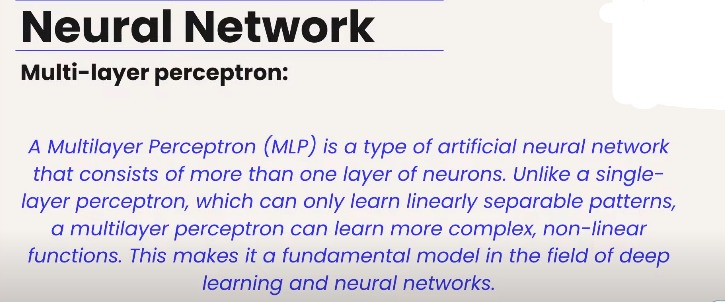 Neural Network
Multi-layer perceptron:
A Multilayer Perceptron (MLP) is a type of artificial neural network
that consists of more than one layer of neurons. Unlike a single-
layer perceptron, which can only learn linearly separable patterns,
a multilayer perceptron can learn more complex, non-linear
functions. This makes it a fundamental model in the field of deep
learning and neural networks.